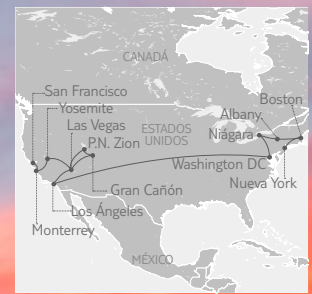 CANADÁ
San Francisco
Boston
Yosemite
Albany
Las Vegas
ESTADOS
UNIDOS
Niágara
P.N. Zion
Washington DC
Gran Cañón
Nueva York
Los Ángeles
Monterrey
MÉXICO